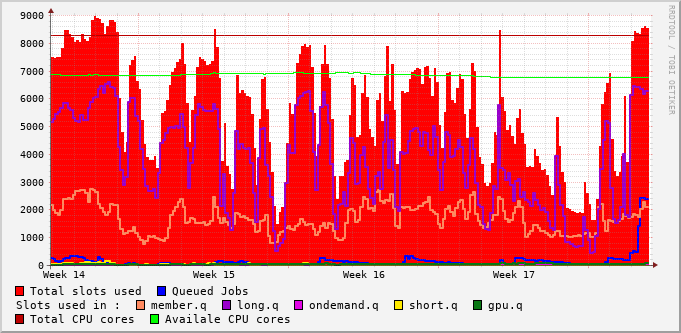 9000
8000
7000
6000
5000
4000
3000
2000
1000
0
Week 14 Week 15 Week 16 Week 17
RRDTOOL / TOBI OETIKER
Total slots used Queued Jobs
Slots used in : member.q long.q ondemand.q short.q gpu.q
Total CPU cores Availale CPU cores